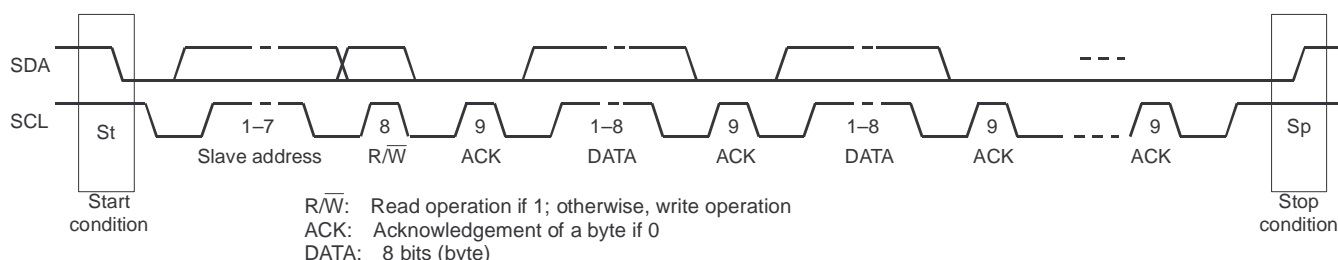 SDA
SCL
St
1–7
8
9
1–8
9
1–8
9
9
Sp
Slave address
R/W̅
ACK
DATA
ACK
DATA
ACK
ACK
Start
condition
Stop
condition
R/W̅: Read operation if 1; otherwise, write operation
ACK: Acknowledgement of a byte if 0
DATA: 8 bits (byte)